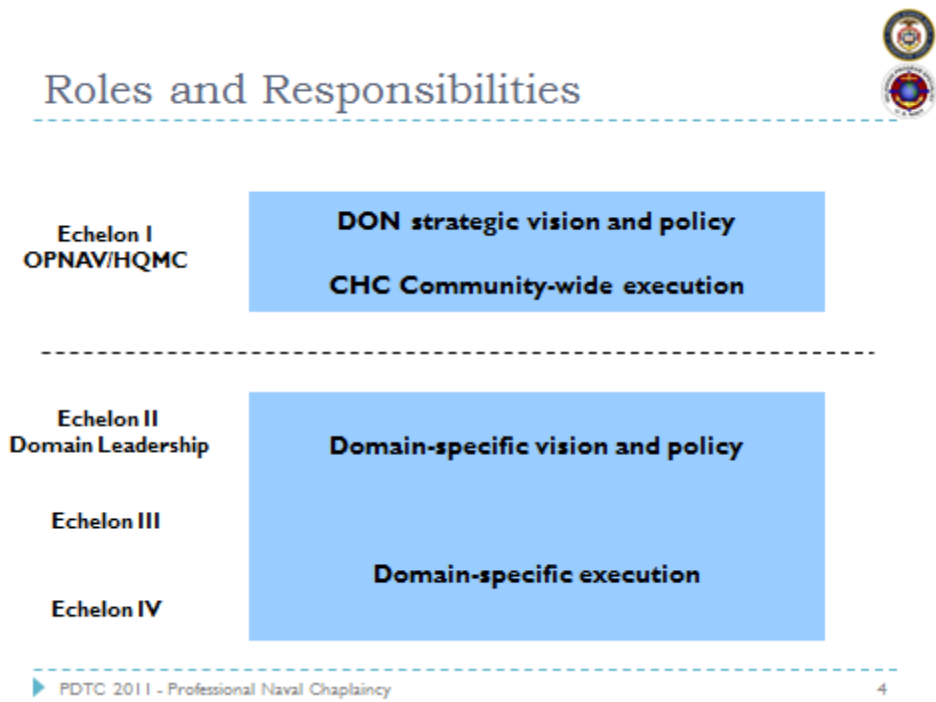 Roles and Responsibilities
Echelon I
OPNAV/HQMC
DON strategic vision and policy
CHC Community-wide execution
Echelon II
Domain Leadership
Domain-specific vision and policy
Echelon III
Domain-specific execution
Echelon IV
PDTC 2011 - Professional Naval Chaplaincy
4